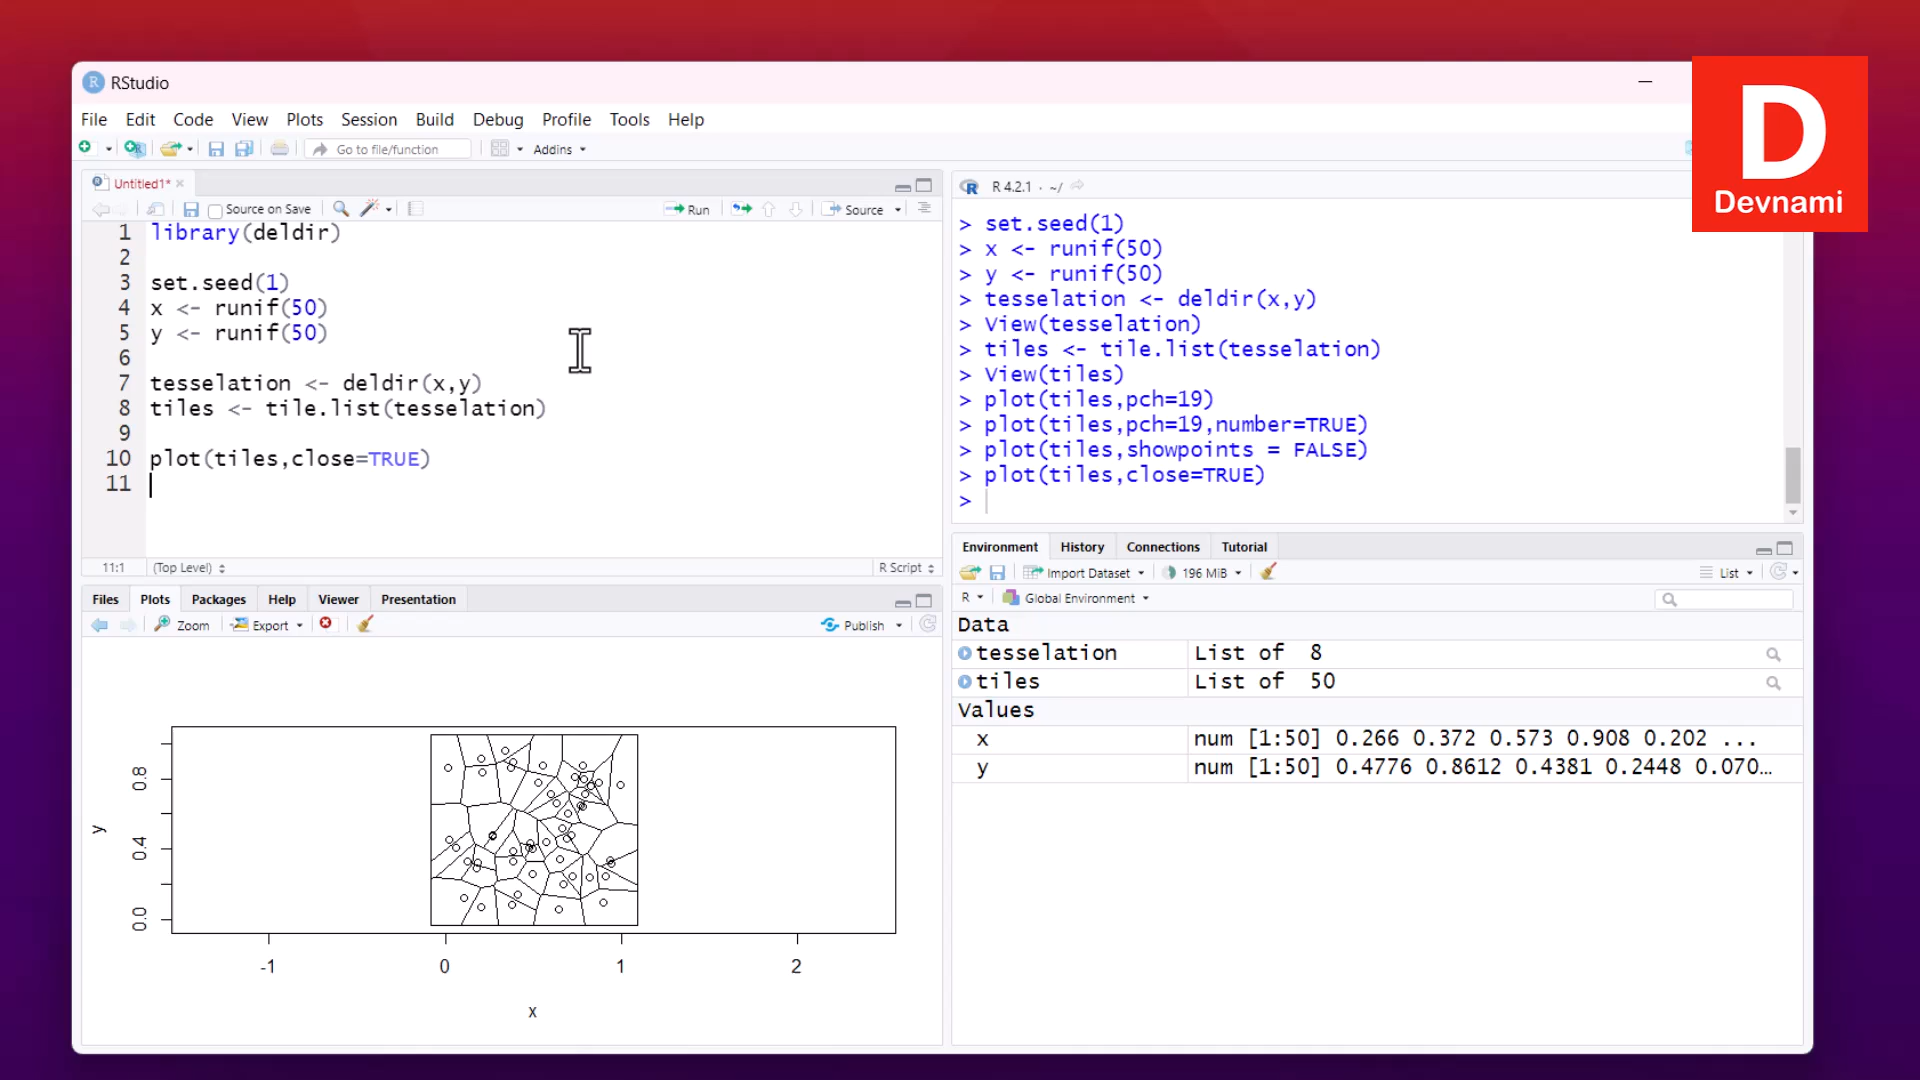 RStudio
D
Devnami
File Edit Code View Plots Session Build Debug Profile Tools Help
Go to file/function Addins
Untitled1*
Source on Save Run Source
1 library(deldir)
2
3 set.seed(1)
4 x <- runif(50)
5 y <- runif(50)
6
7 tesselation <- deldir(x,y)
8 tiles <- tile.list(tesselation)
9
10 plot(tiles,close=TRUE)
11
11:1 (Top Level) R Script
R 4.2.1 · ~/
> set.seed(1)
> x <- runif(50)
> y <- runif(50)
> tesselation <- deldir(x,y)
> View(tesselation)
> tiles <- tile.list(tesselation)
> View(tiles)
> plot(tiles,pch=19)
> plot(tiles,pch=19,number=TRUE)
> plot(tiles,showpoints = FALSE)
> plot(tiles,close=TRUE)
>
Files Plots Packages Help Viewer Presentation
Zoom Export Publish
y
0.8
0.4
0.0
-1 0 1 2
x
Environment History Connections Tutorial
Import Dataset 196 MiB List
R Global Environment
Data
tesselation List of 8
tiles List of 50
Values
x num [1:50] 0.266 0.372 0.573 0.908 0.202 ...
y num [1:50] 0.4776 0.8612 0.4381 0.2448 0.070…